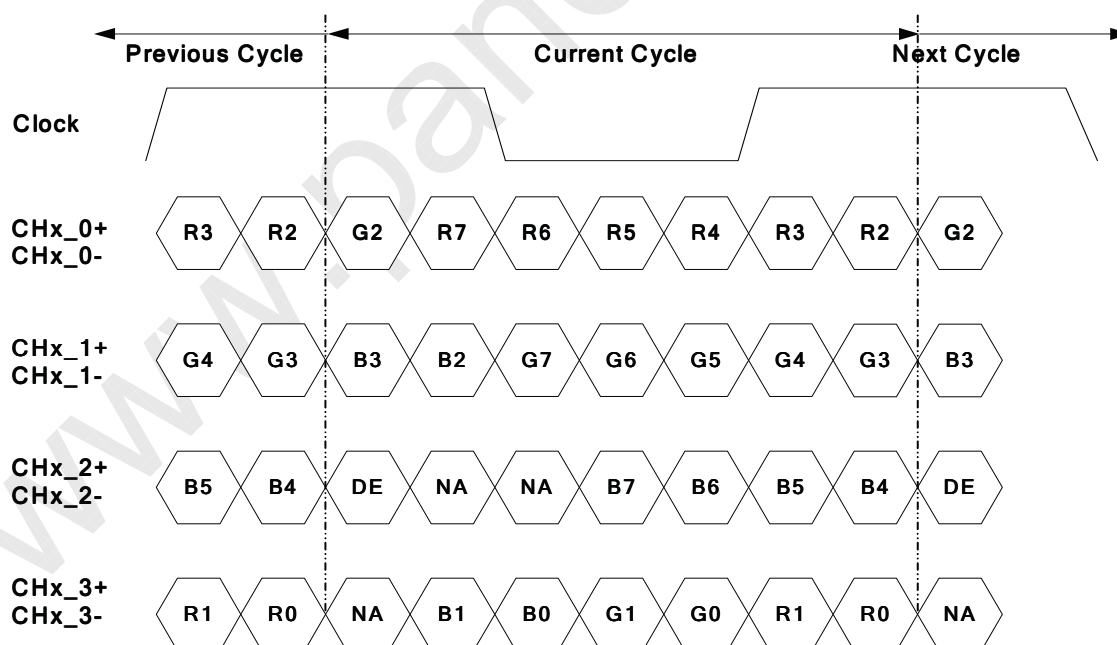 Previous Cycle Current Cycle Next Cycle
Clock
CHx_0+
CHx_0-
R3 R2 G2 R7 R6 R5 R4 R3 R2 G2
CHx_1+
CHx_1-
G4 G3 B3 B2 G7 G6 G5 G4 G3 B3
CHx_2+
CHx_2-
B5 B4 DE NA NA B7 B6 B5 B4 DE
CHx_3+
CHx_3-
R1 R0 NA B1 B0 G1 G0 R1 R0 NA